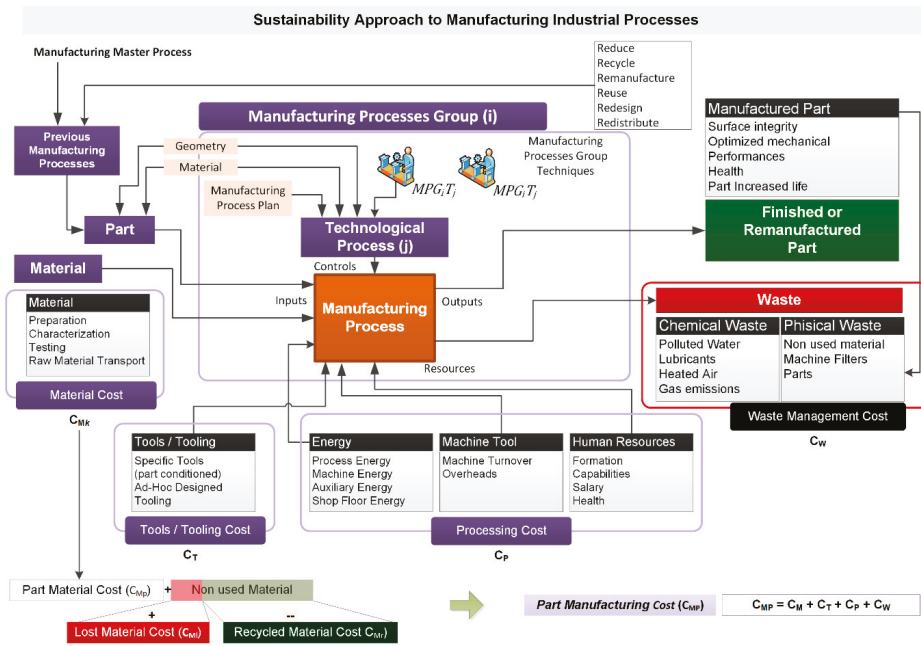 Sustainability Approach to Manufacturing Industrial Processes
Manufacturing Master Process
Reduce
Recycle
Remanufacture
Reuse
Redesign
Redistribute
Manufacturing Processes Group (i)
Previous
Manufacturing
Processes
Geometry
Material
Manufacturing
Process Plan
Manufacturing
Processes Group
Techniques
MPGiTj
MPGiTj
Manufactured Part
Surface integrity
Optimized mechanical
Performances
Health
Part Increased life
Part
Technological
Process (j)
Finished or
Remanufactured
Part
Material
Controls
Inputs
Manufacturing
Process
Outputs
Resources
Material
Preparation
Characterization
Testing
Raw Material Transport
Material Cost
CMk
Waste
Chemical Waste
Polluted Water
Lubricants
Heated Air
Gas emissions
Phisical Waste
Non used material
Machine Filters
Parts
Waste Management Cost
CW
Tools / Tooling
Specific Tools
(part conditioned)
Ad-Hoc Designed
Tooling
Tools / Tooling Cost
CT
Energy
Process Energy
Machine Energy
Auxiliary Energy
Shop Floor Energy
Machine Tool
Machine Turnover
Overheads
Human Resources
Formation
Capabilities
Salary
Health
Processing Cost
CP
Part Material Cost (CMp)
+
Non used Material
+
--
Lost Material Cost (CMl)
Recycled Material Cost CMr)
Part Manufacturing Cost (CMP)
CMP = CM + CT + CP + CW